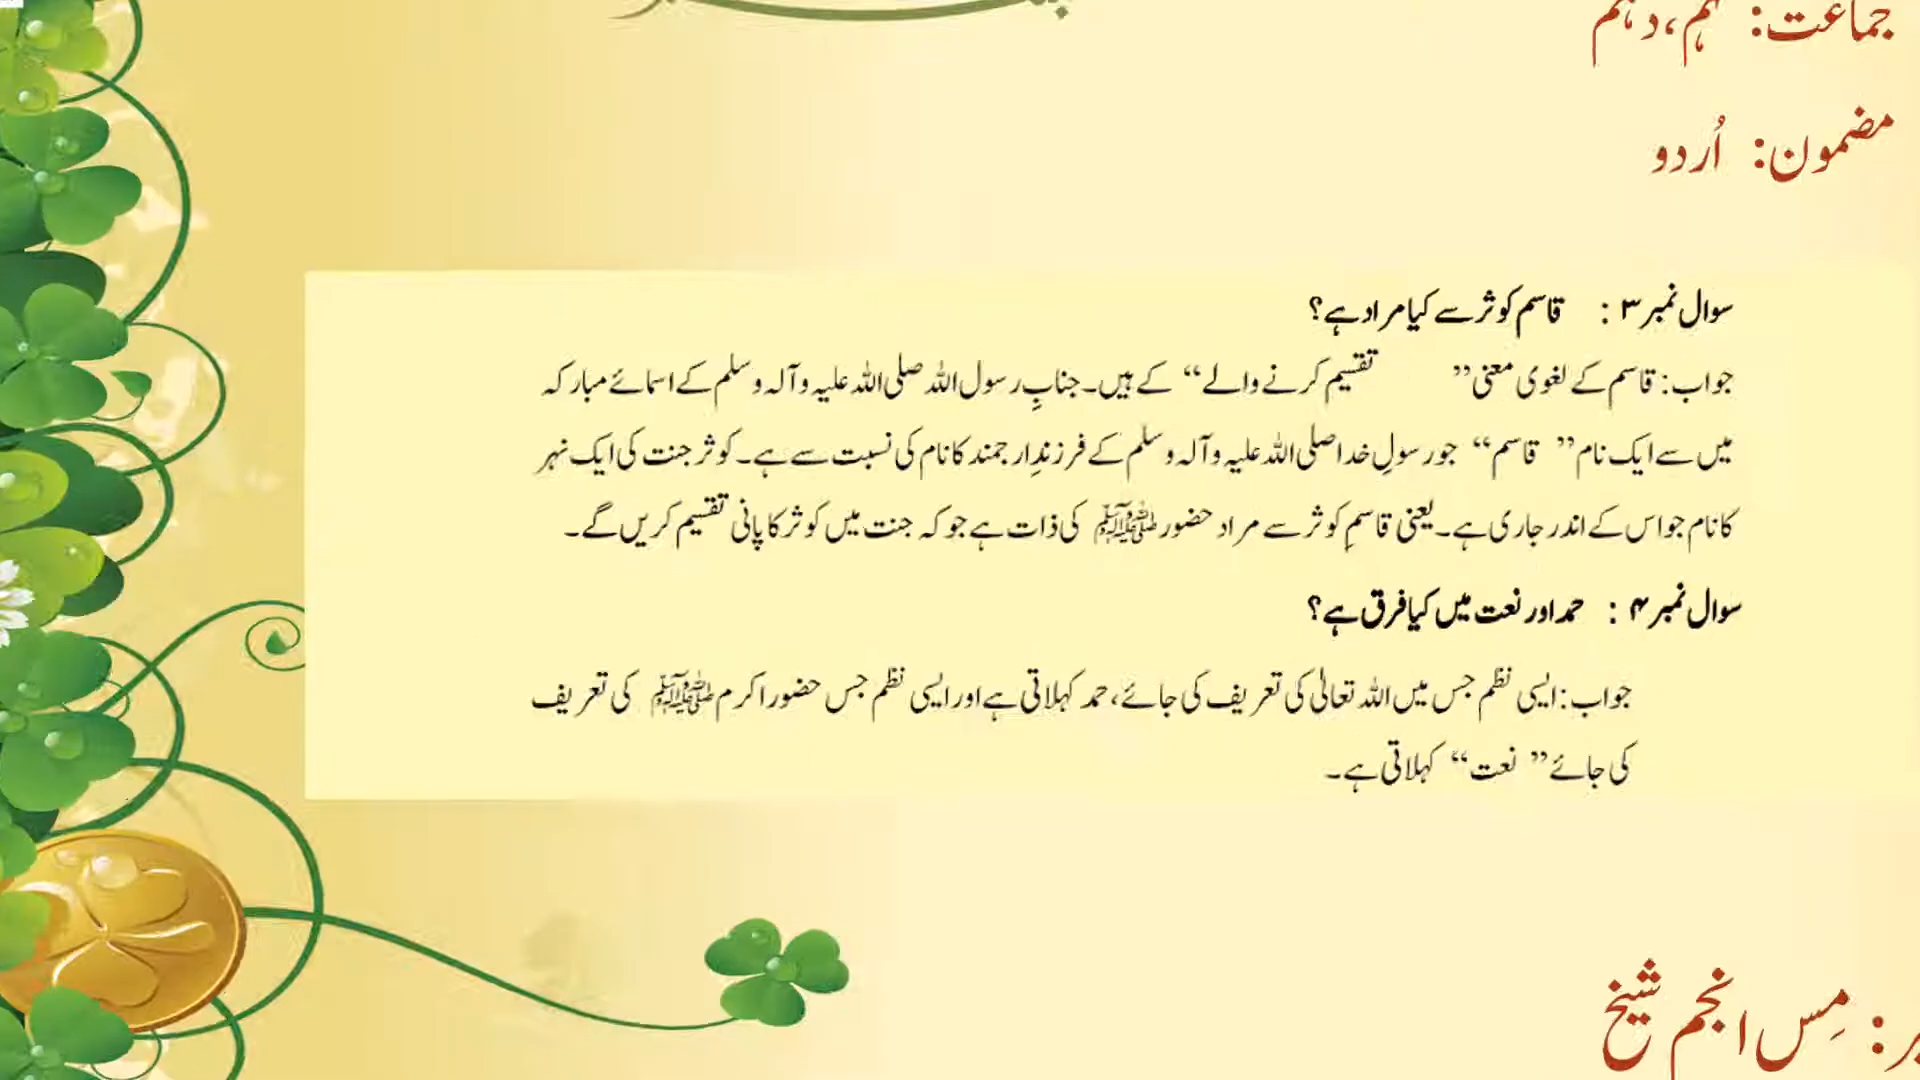 جماعت: نہم، دہم
مضمون: اُردو
سوال نمبر ۳ : قاسم کوثر سے کیا مراد ہے؟
جواب: قاسم کے لغوی معنی ” تقسیم کرنے والے “ کے ہیں۔ جنابِ رسول اللہ صلی اللہ علیہ وآلہ وسلم کے اسمائے مبارکہ
میں سے ایک نام ” قاسم “ جو رسولِ خدا صلی اللہ علیہ وآلہ وسلم کے فرزندِ ارجمند کا نام کی نسبت سے ہے۔ کوثر جنت کی ایک نہر
کا نام جو اس کے اندر جاری ہے۔ یعنی قاسمِ کوثر سے مراد حضور ﷺ کی ذات ہے جو کہ جنت میں کوثر کا پانی تقسیم کریں گے۔
سوال نمبر ۴ : حمد اور نعت میں کیا فرق ہے؟
جواب: ایسی نظم جس میں اللہ تعالیٰ کی تعریف کی جائے، حمد کہلاتی ہے اور ایسی نظم جس حضور اکرم ﷺ کی تعریف
کی جائے ” نعت “ کہلاتی ہے۔
: مِس انجم شیخ